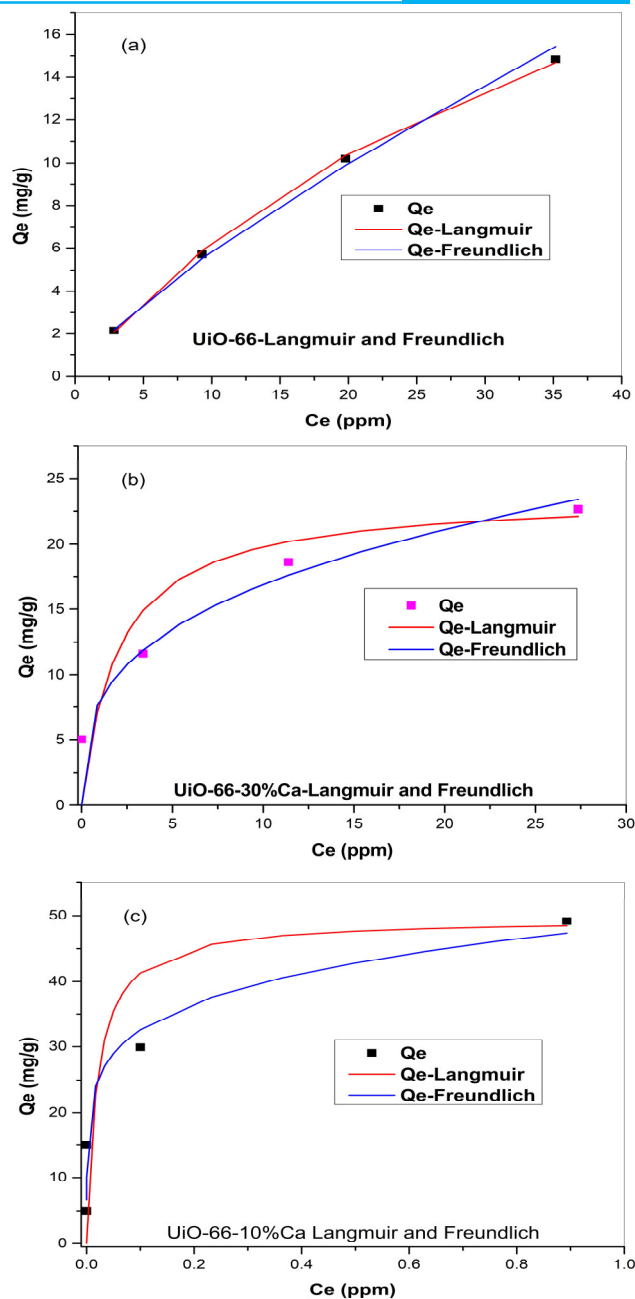 (a)
16
14
12
10
8
6
4
2
0
Qe (mg/g)
Qe
Qe-Langmuir
Qe-Freundlich
UiO-66-Langmuir and Freundlich
0 5 10 15 20 25 30 35 40
Ce (ppm)
(b)
25
20
15
10
5
0
Qe (mg/g)
Qe
Qe-Langmuir
Qe-Freundlich
UiO-66-30%Ca-Langmuir and Freundlich
0 5 10 15 20 25 30
Ce (ppm)
(c)
50
40
30
20
10
0
Qe (mg/g)
Qe
Qe-Langmuir
Qe-Freundlich
UiO-66-10%Ca Langmuir and Freundlich
0.0 0.2 0.4 0.6 0.8 1.0
Ce (ppm)